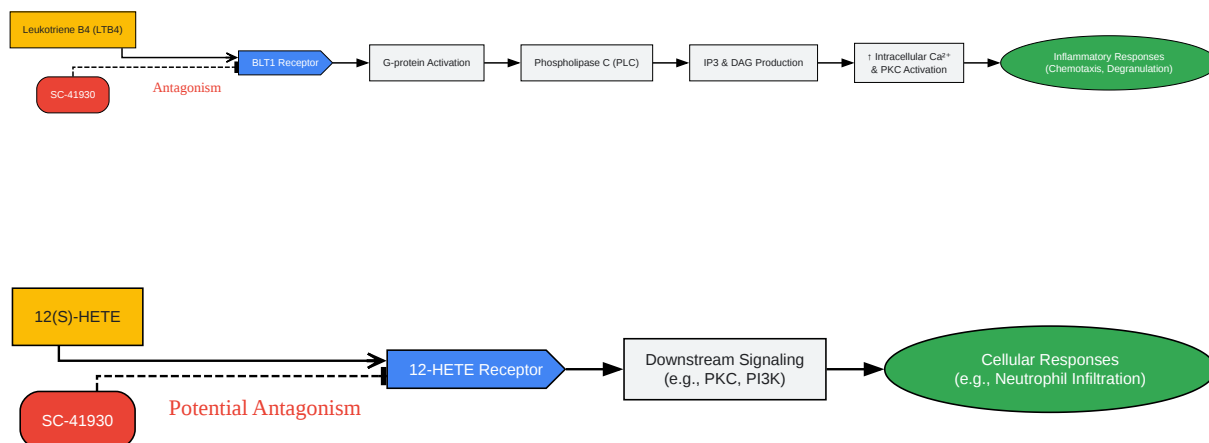 Leukotriene B4 (LTB4)
SC-41930
Antagonism
BLT1 Receptor
G-protein Activation
Phospholipase C (PLC)
IP3 & DAG Production
↑ Intracellular Ca²⁺
& PKC Activation
Inflammatory Responses
(Chemotaxis, Degranulation)
12(S)-HETE
SC-41930
Potential Antagonism
12-HETE Receptor
Downstream Signaling
(e.g., PKC, PI3K)
Cellular Responses
(e.g., Neutrophil Infiltration)